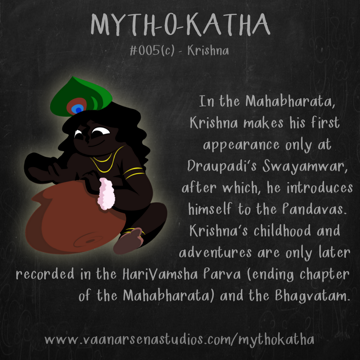 MYTH-O-KATHA
#005(c) - Krishna
In the Mahabharata,
Krishna makes his first
appearance only at
Draupadi's Swayamwar,
after which, he introduces
himself to the Pandavas.
Krishna's childhood and
adventures are only later
recorded in the HariVamsha Parva (ending chapter
of the Mahabharata) and the Bhagvatam.
www.vaanarsenastudios.com/mythokatha